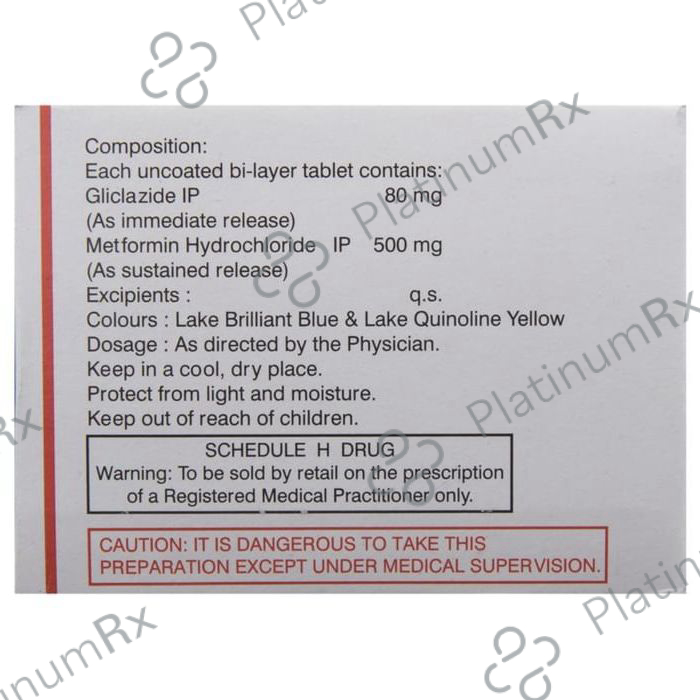 PlatinumRx
Composition:
Each uncoated bi-layer tablet contains:
Gliclazide IP 80 mg
(As immediate release)
Metformin Hydrochloride IP 500 mg
(As sustained release)
Excipients : q.s.
Colours : Lake Brilliant Blue & Lake Quinoline Yellow
Dosage : As directed by the Physician.
Keep in a cool, dry place.
Protect from light and moisture.
Keep out of reach of children.
SCHEDULE H DRUG
Warning: To be sold by retail on the prescription
of a Registered Medical Practitioner only.
CAUTION: IT IS DANGEROUS TO TAKE THIS
PREPARATION EXCEPT UNDER MEDICAL SUPERVISION.
PlatinumRx